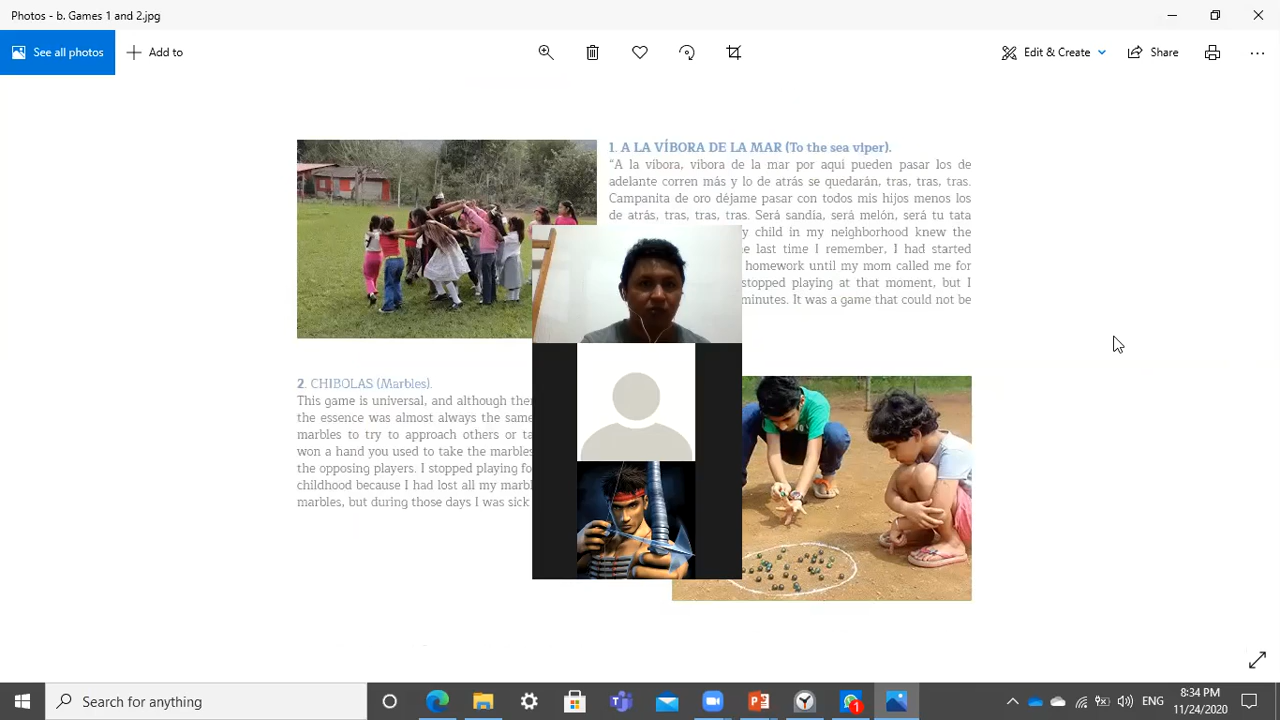 Photos - b. Games 1 and 2.jpg
See all photos
Add to
Edit & Create
Share
1. A LA VÍBORA DE LA MAR (To the sea viper).
“A la víbora, víbora de la mar por aquí pueden pasar los de
adelante corren más y lo de atrás se quedarán, tras, tras, tras.
Campanita de oro déjame pasar con todos mis hijos menos los
de atrás, tras, tras, tras. Será sandía, será melón, será tu tata
child in my neighborhood knew the
last time I remember, I had started
homework until my mom called me for
stopped playing at that moment, but I
minutes. It was a game that could not be
2. CHIBOLAS (Marbles).
This game is universal, and although
the essence was almost always the same
marbles to try to approach others or
won a hand you used to take the marbles
the opposing players. I stopped playing
childhood because I had lost all my
marbles, but during those days I was sick
Search for anything
1
ENG
8:34 PM
11/24/2020